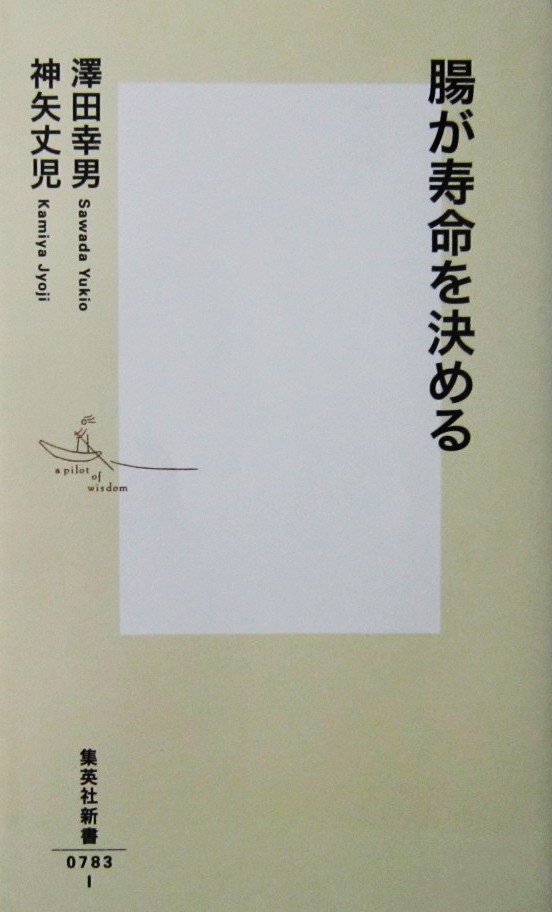 腸が寿命を決める
澤田幸男 Sawada Yukio
神矢丈児 Kamiya Jyoji
a pilot
of
wisdom
集英社新書
0783
I